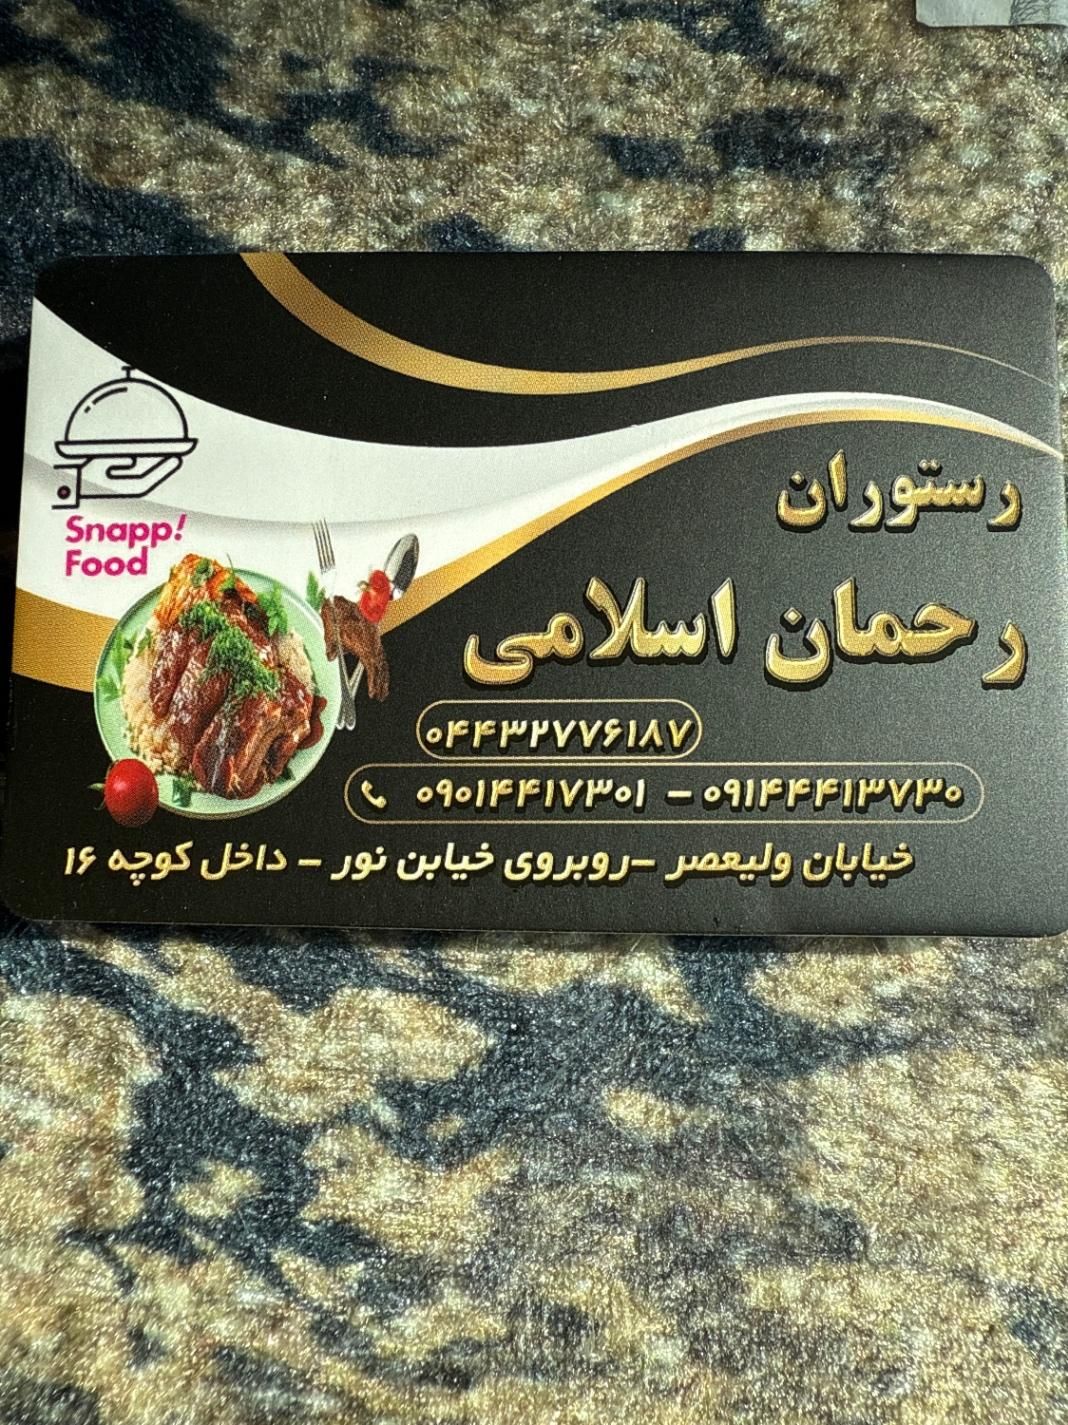 Snapp!
Food
رستوران
رحمان اسلامی
۰۴۴۳۲۷۷۶۱۸۷
۰۹۰۱۴۴۱۷۳۰۱ – ۰۹۱۴۴۴۱۳۷۳۰
خیابان ولیعصر –روبروی خیابن نور – داخل کوچه ۱۶